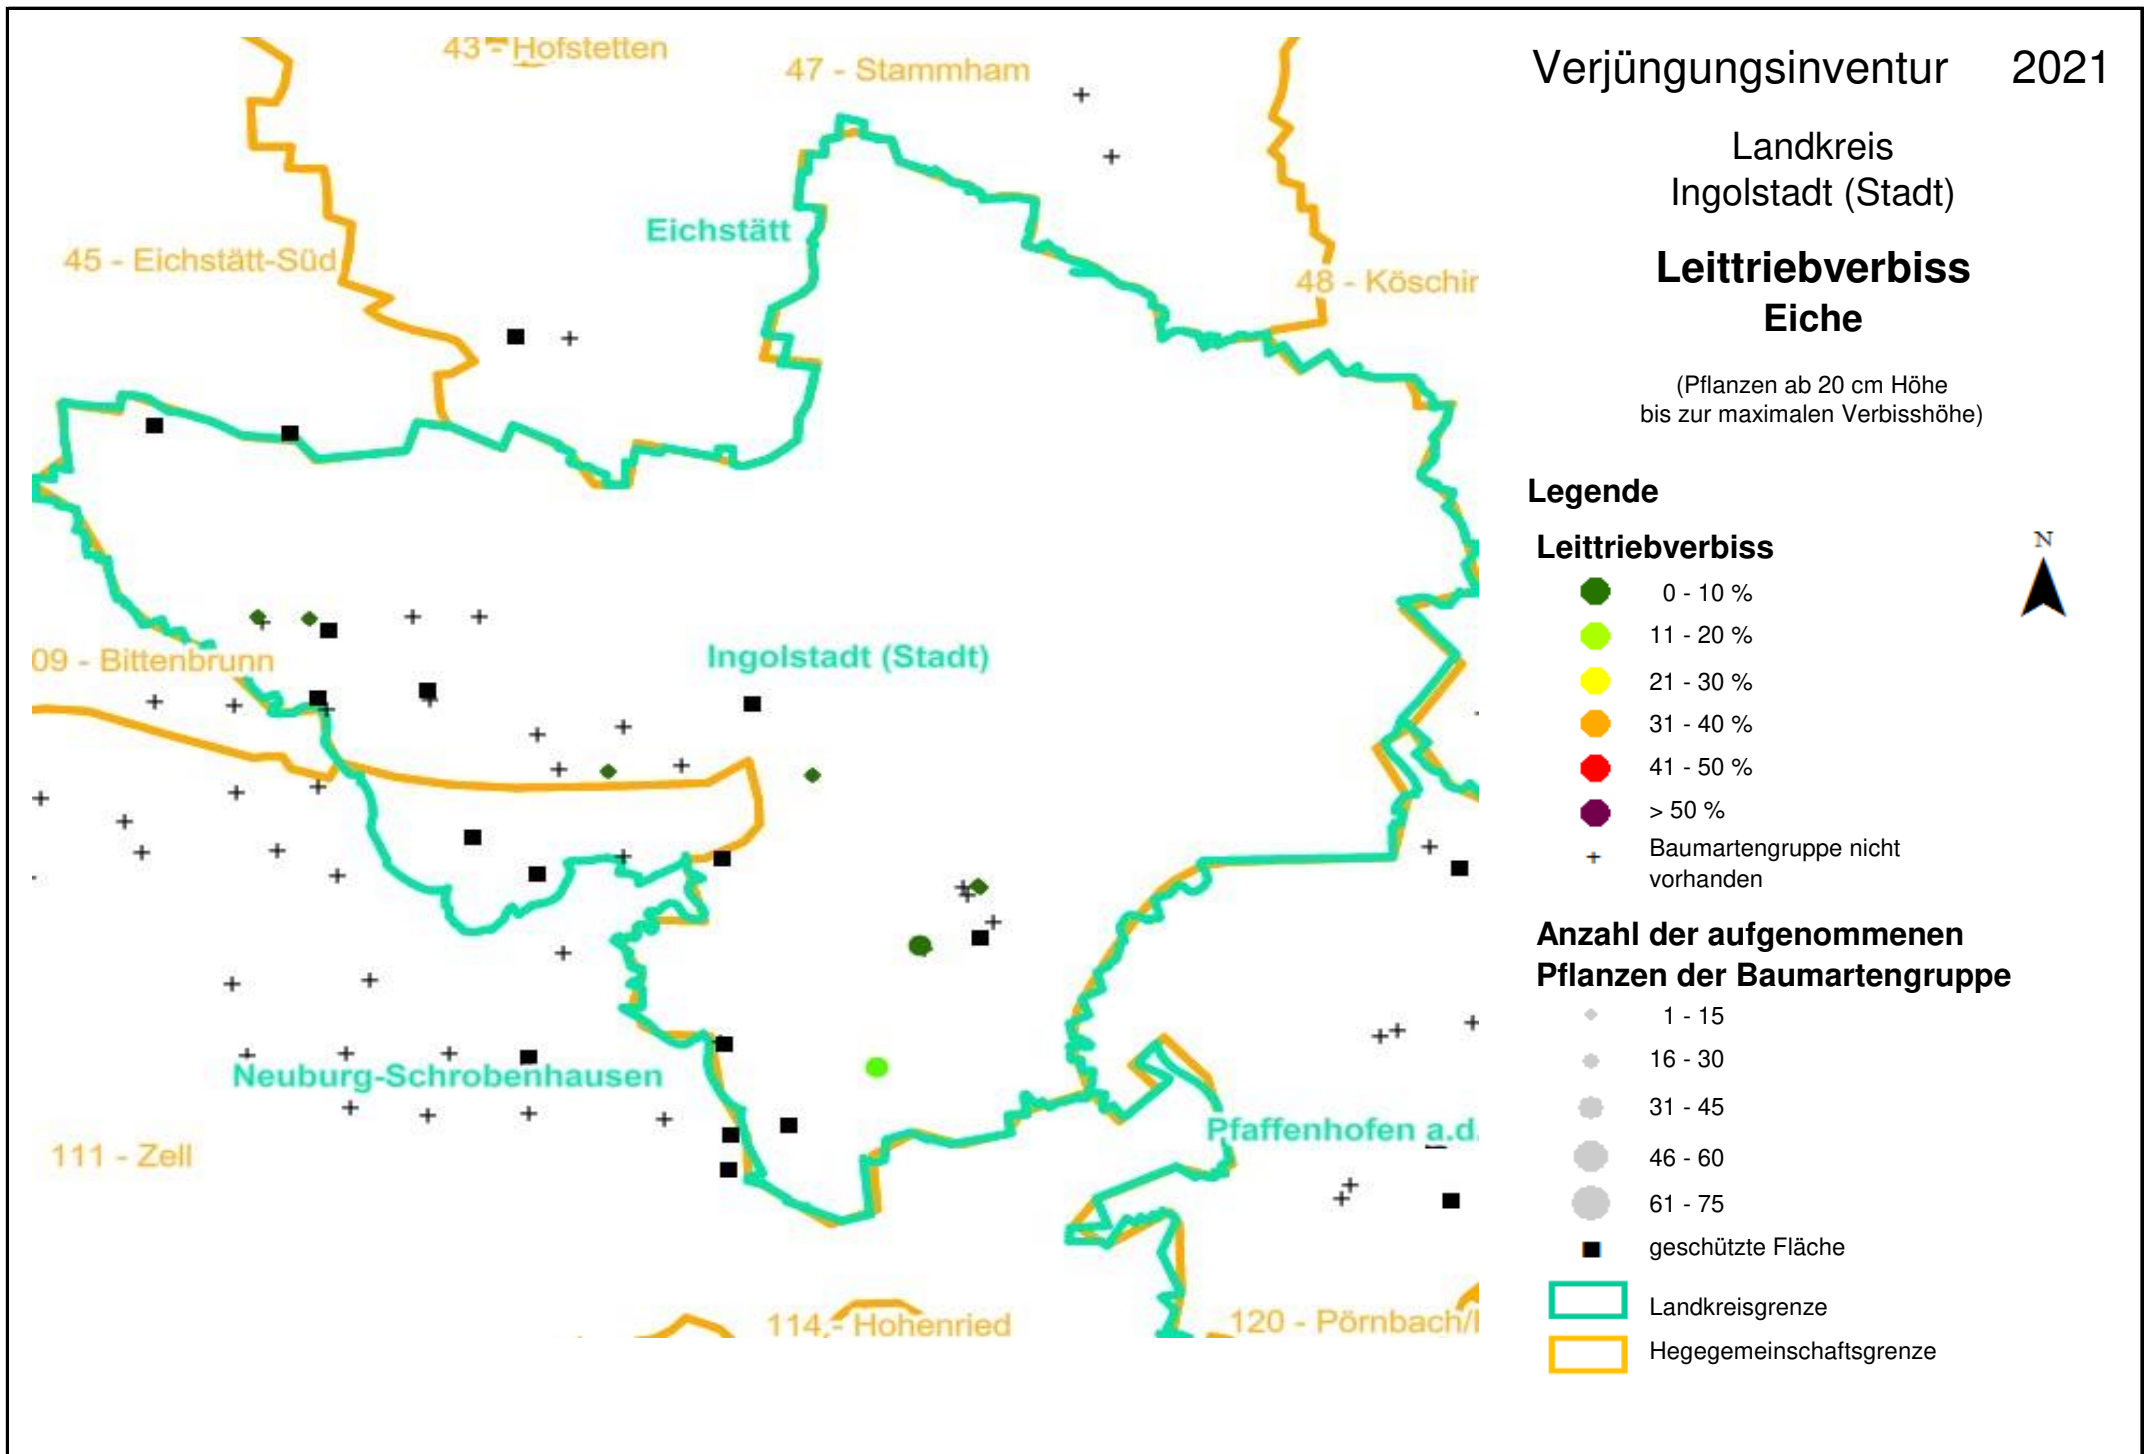 43 - Hofstetten
47 - Stammham
Eichstätt
45 - Eichstätt-Süd
48 - Köschin
09 - Bittenbrunn
Ingolstadt (Stadt)
Neuburg-Schrobenhausen
111 - Zell
Pfaffenhofen a.d.
114 - Hohenried
120 - Pörnbach/
Verjüngungsinventur 2021
Landkreis
Ingolstadt (Stadt)
Leittriebverbiss
Eiche
(Pflanzen ab 20 cm Höhe
bis zur maximalen Verbisshöhe)
Legende
Leittriebverbiss
N
0 - 10 %
11 - 20 %
21 - 30 %
31 - 40 %
41 - 50 %
> 50 %
Baumartengruppe nicht
vorhanden
Anzahl der aufgenommenen
Pflanzen der Baumartengruppe
1 - 15
16 - 30
31 - 45
46 - 60
61 - 75
geschützte Fläche
Landkreisgrenze
Hegegemeinschaftsgrenze